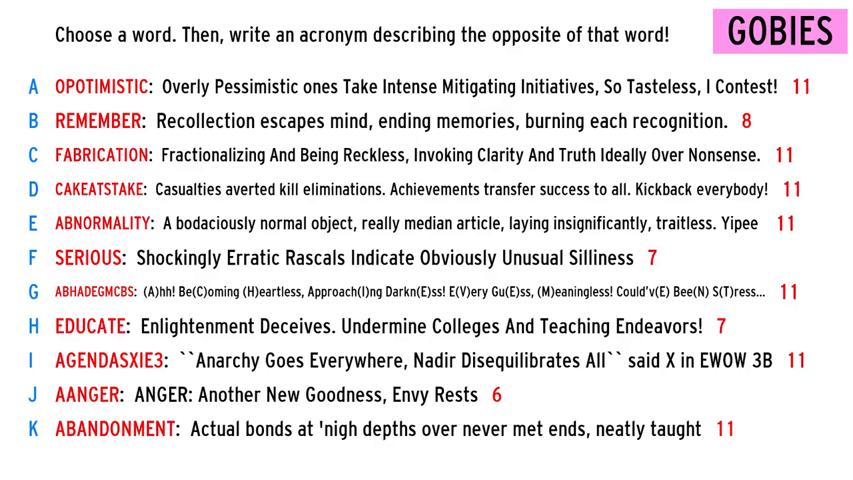 Choose a word. Then, write an acronym describing the opposite of that word!
GOBIES
A OPOTIMISTIC: Overly Pessimistic ones Take Intense Mitigating Initiatives, So Tasteless, I Contest! 11
B REMEMBER: Recollection escapes mind, ending memories, burning each recognition. 8
C FABRICATION: Fractionalizing And Being Reckless, Invoking Clarity And Truth Ideally Over Nonsense. 11
D CAKEATSTAKE: Casualties averted kill eliminations. Achievements transfer success to all. Kickback everybody! 11
E ABNORMALITY: A bodaciously normal object, really median article, laying insignificantly, traitless. Yipee 11
F SERIOUS: Shockingly Erratic Rascals Indicate Obviously Unusual Silliness 7
G ABHADEGMCBS: (A)hh! Be(C)oming (H)eartless, Approach(I)ng Darkn(E)ss! E(V)ery Gu(E)ss, (M)eaningless! Could'v(E) Bee(N) S(T)ress... 11
H EDUCATE: Enlightenment Deceives. Undermine Colleges And Teaching Endeavors! 7
I AGENDASXIE3: ``Anarchy Goes Everywhere, Nadir Disequilibrates All`` said X in EWOW 3B 11
J AANGER: ANGER: Another New Goodness, Envy Rests 6
K ABANDONMENT: Actual bonds at 'nigh depths over never met ends, neatly taught 11